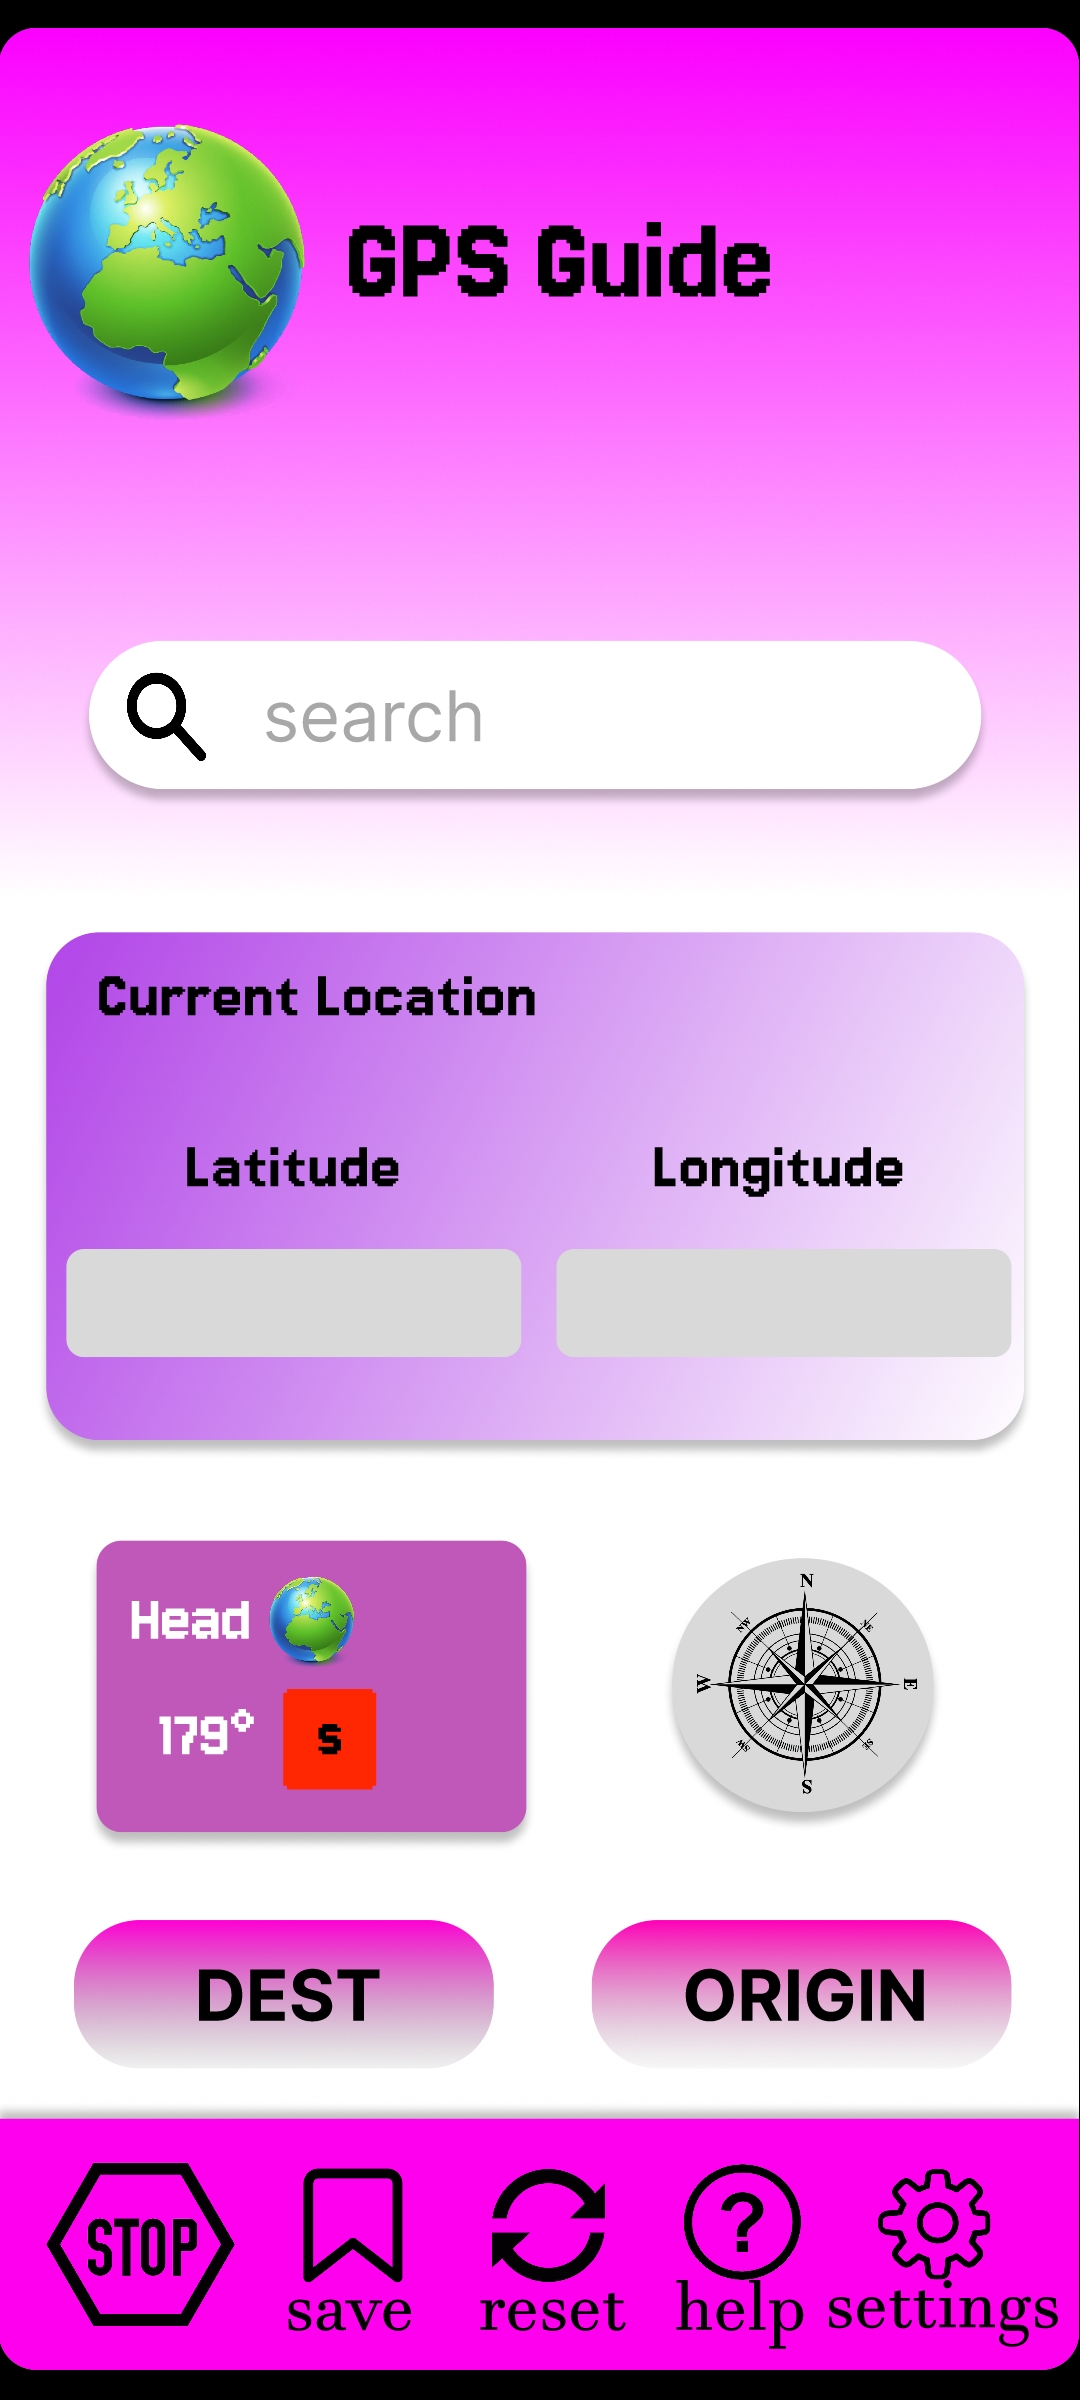 GPS Guide
search
Current Location
Latitude Longitude
Head
179° s
N
NW NE
W E
SW SE
S
DEST ORIGIN
STOP
save reset help settings